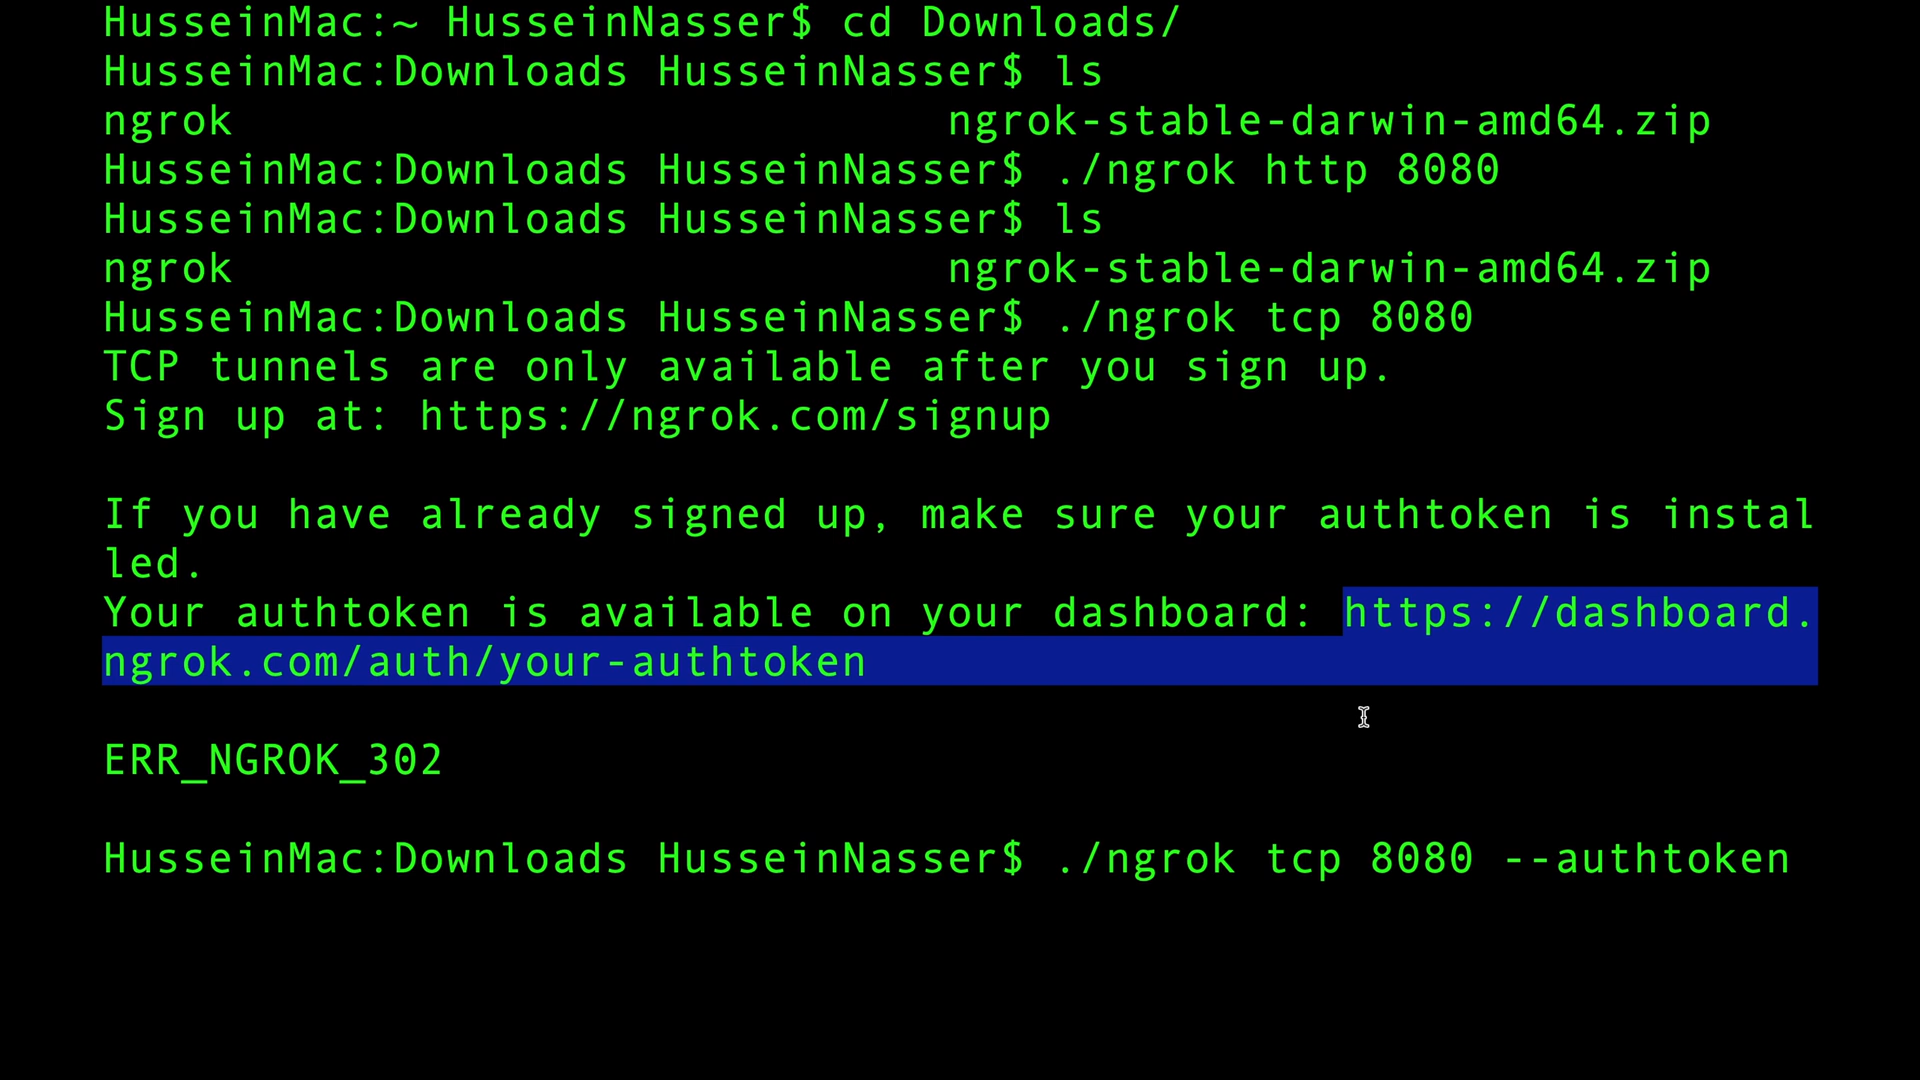 HusseinMac:~ HusseinNasser$ cd Downloads/
HusseinMac:Downloads HusseinNasser$ ls
ngrok ngrok-stable-darwin-amd64.zip
HusseinMac:Downloads HusseinNasser$ ./ngrok http 8080
HusseinMac:Downloads HusseinNasser$ ls
ngrok ngrok-stable-darwin-amd64.zip
HusseinMac:Downloads HusseinNasser$ ./ngrok tcp 8080
TCP tunnels are only available after you sign up.
Sign up at: https://ngrok.com/signup
If you have already signed up, make sure your authtoken is instal
led.
Your authtoken is available on your dashboard: https://dashboard.
ngrok.com/auth/your-authtoken
ERR_NGROK_302
HusseinMac:Downloads HusseinNasser$ ./ngrok tcp 8080 --authtoken